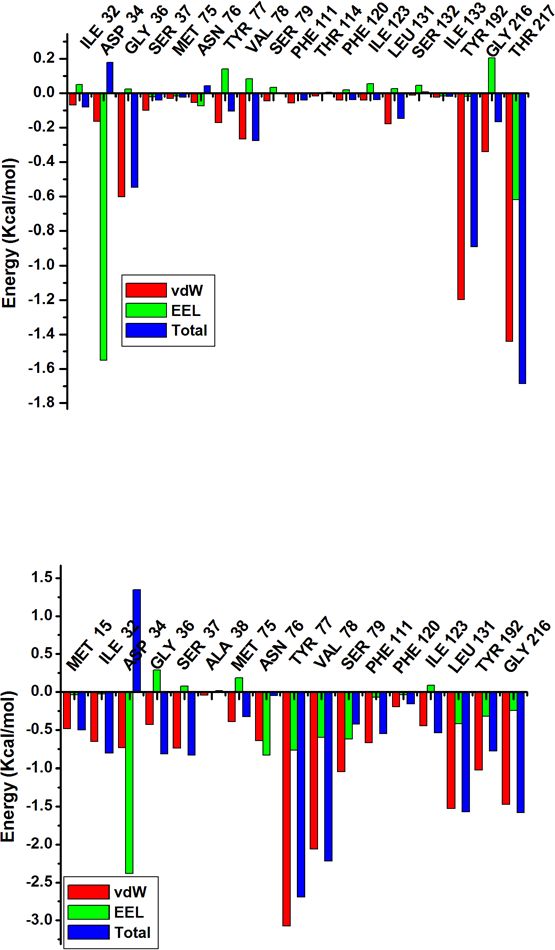 ILE 32
ASP 34
GLY 36
SER 37
MET 75
ASN 76
TYR 77
VAL 78
SER 79
PHE 111
THR 114
PHE 120
ILE 123
LEU 131
SER 132
ILE 133
TYR 192
GLY 216
THR 217
0.2
0.0
-0.2
-0.4
-0.6
-0.8
-1.0
-1.2
-1.4
-1.6
-1.8
Energy (Kcal/mol)
vdW
EEL
Total
1.5
1.0
0.5
0.0
-0.5
-1.0
-1.5
-2.0
-2.5
-3.0
Energy (Kcal/mol)
MET 15
ILE 32
ASP 34
GLY 36
SER 37
ALA 38
MET 75
ASN 76
TYR 77
VAL 78
SER 79
PHE 111
PHE 120
ILE 123
LEU 131
TYR 192
GLY 216
vdW
EEL
Total